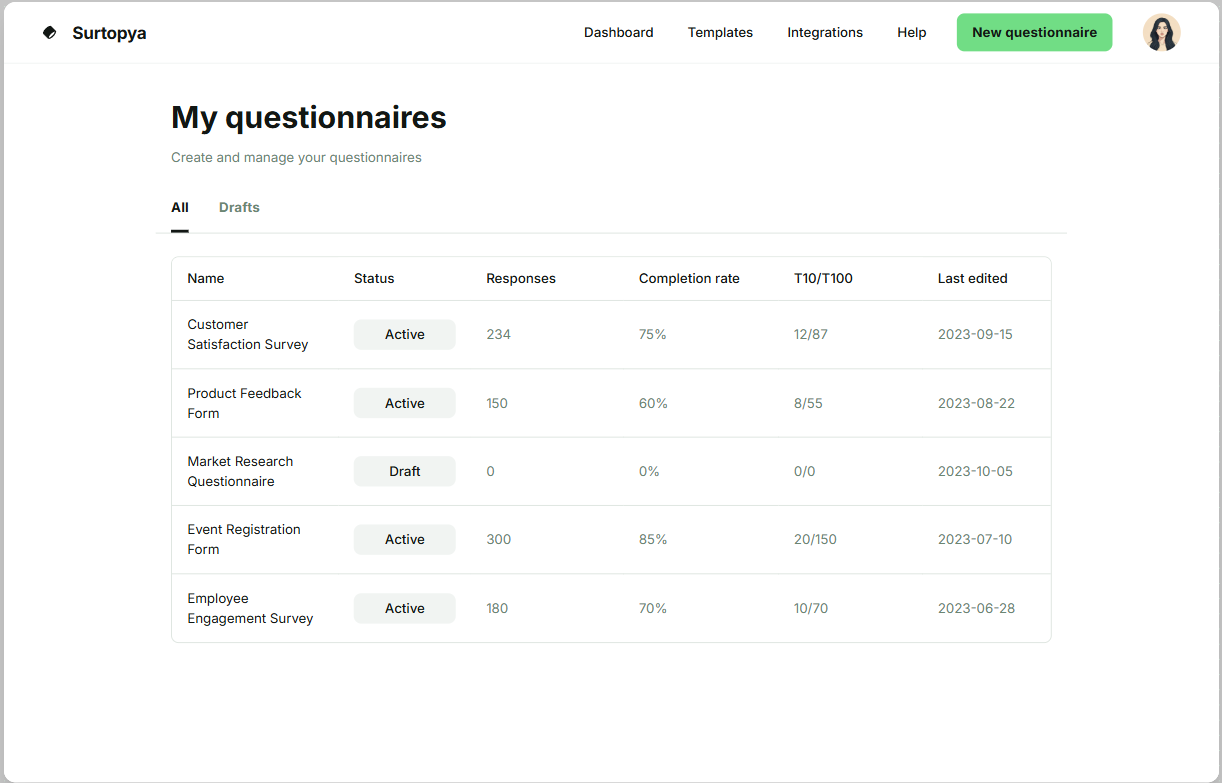 Surtopya
Dashboard Templates Integrations Help New questionnaire
My questionnaires
Create and manage your questionnaires
All Drafts
Name Status Responses Completion rate T10/T100 Last edited
Customer
Satisfaction Survey Active 234 75% 12/87 2023-09-15
Product Feedback
Form Active 150 60% 8/55 2023-08-22
Market Research
Questionnaire Draft 0 0% 0/0 2023-10-05
Event Registration
Form Active 300 85% 20/150 2023-07-10
Employee
Engagement Survey Active 180 70% 10/70 2023-06-28